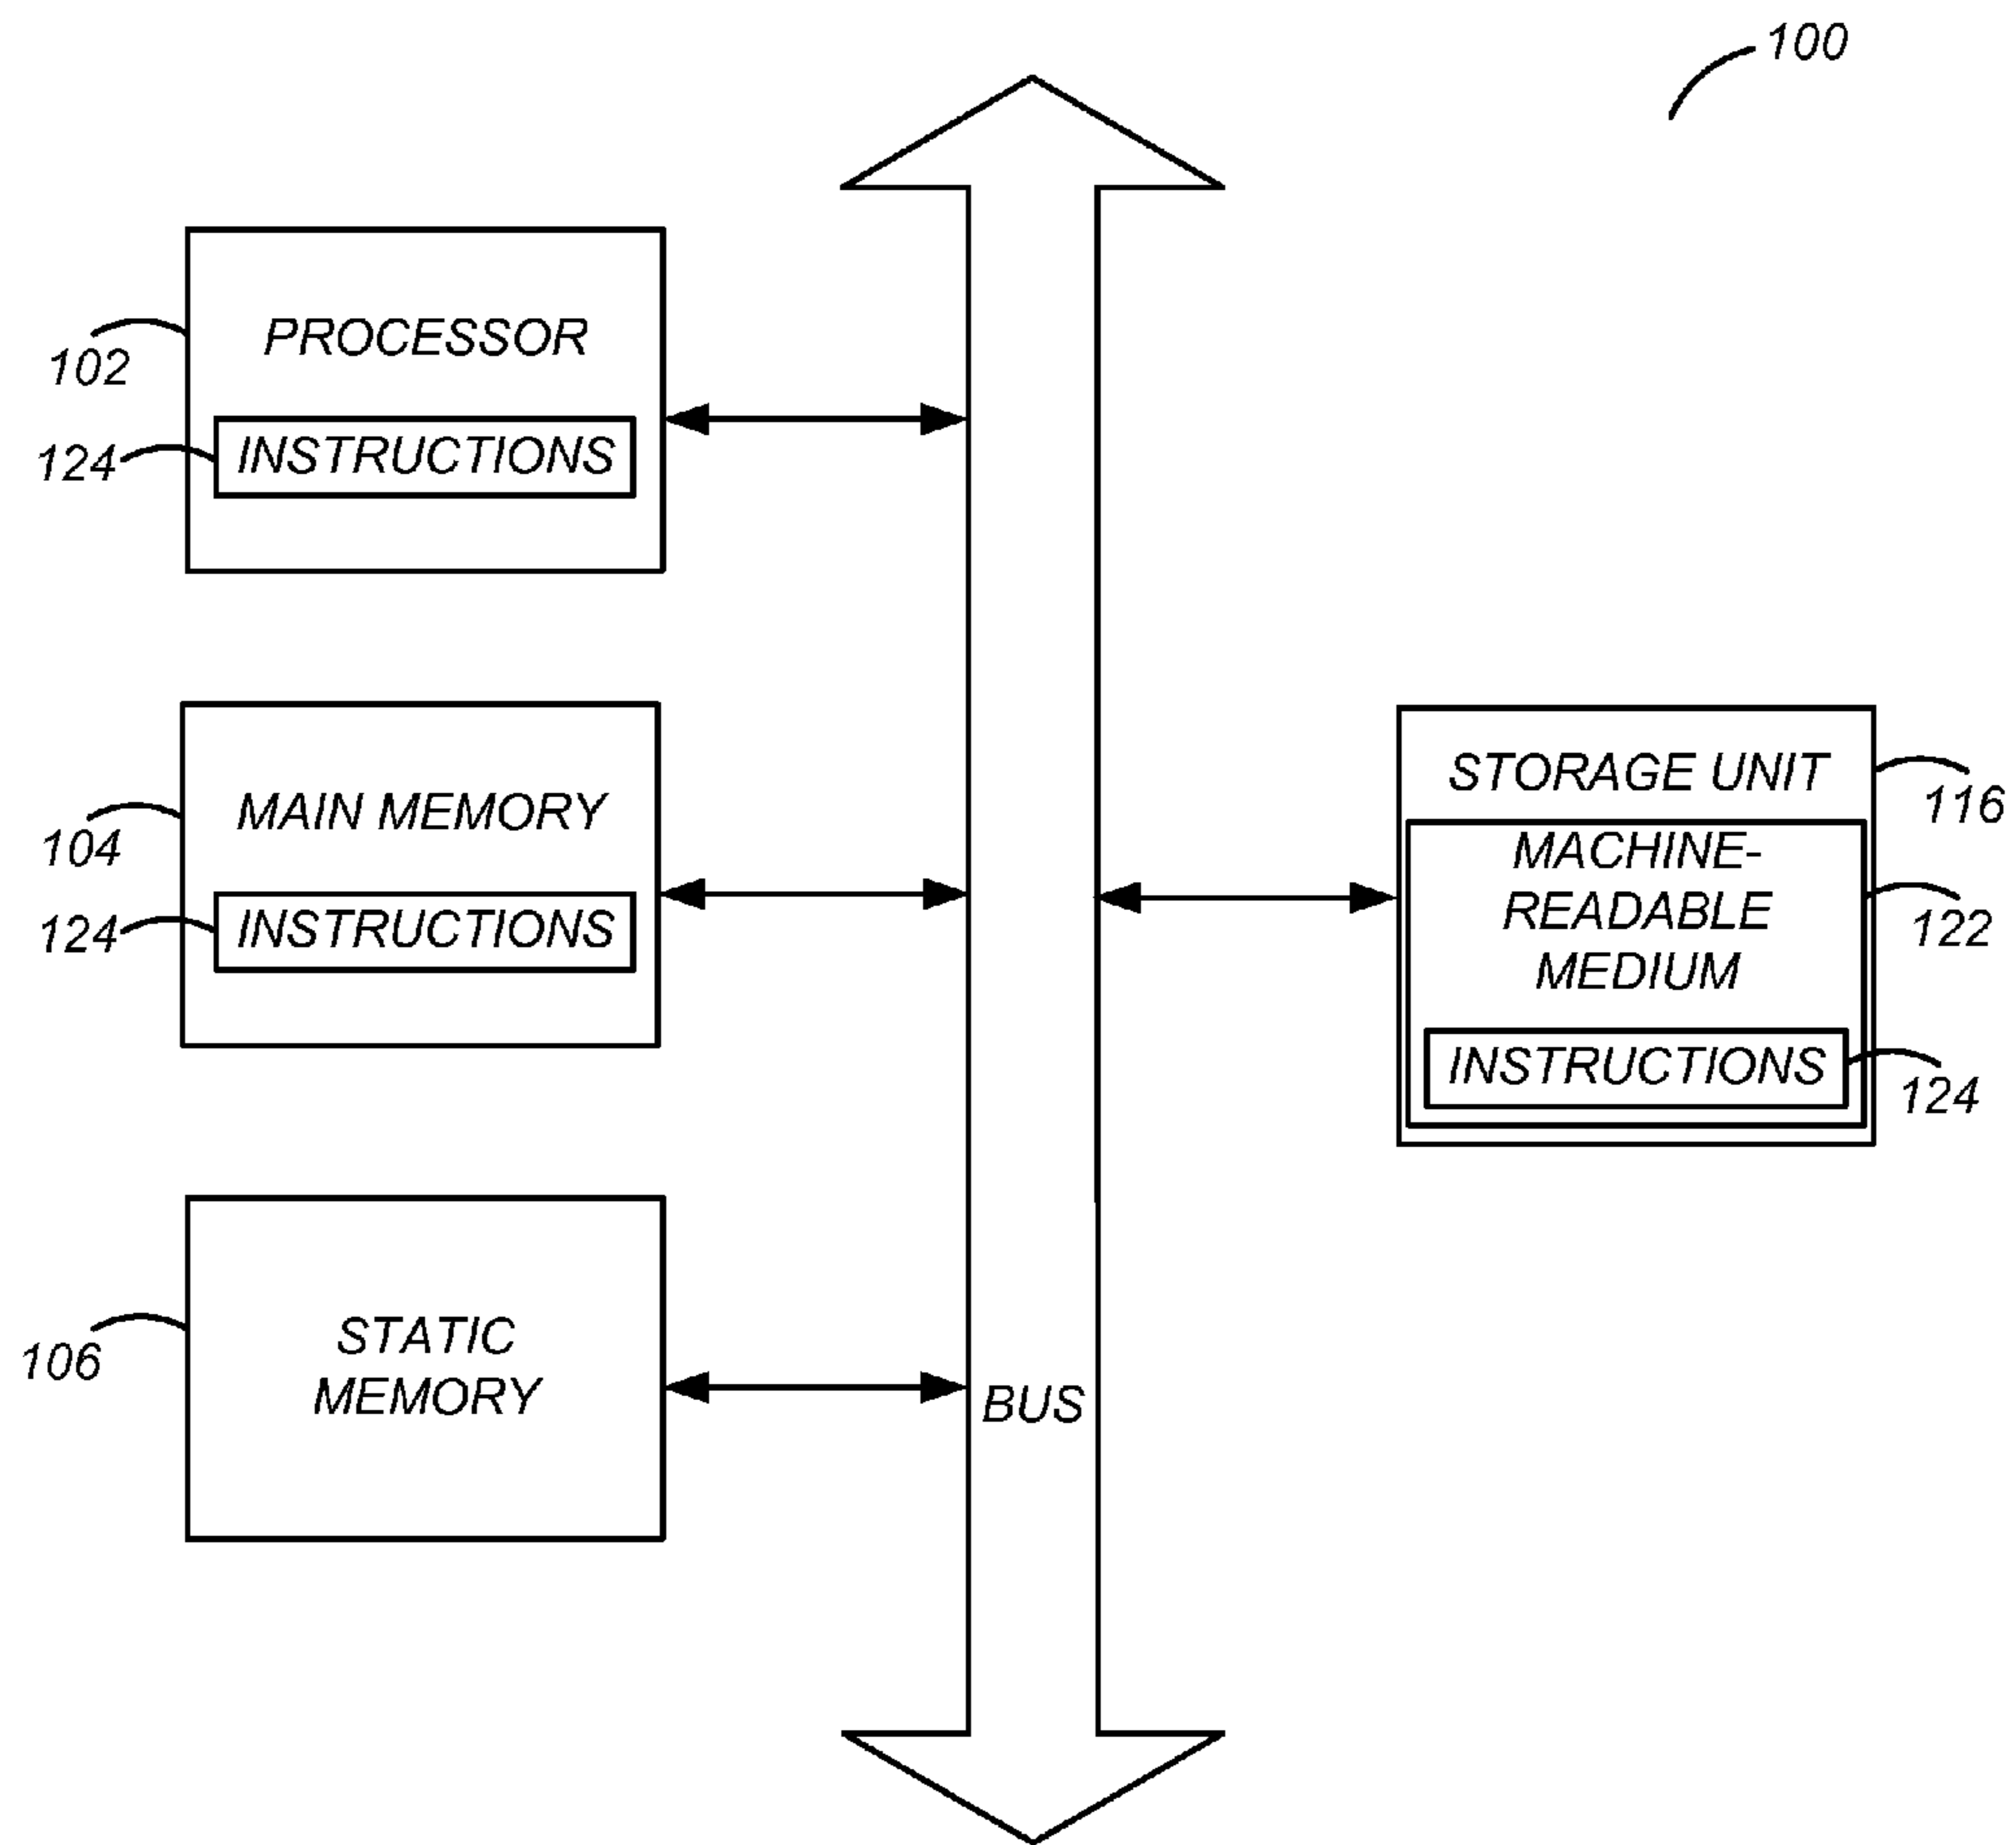 100
PROCESSOR
102
124
INSTRUCTIONS
MAIN MEMORY
104
124
INSTRUCTIONS
STORAGE UNIT
116
MACHINE-
READABLE
MEDIUM
122
INSTRUCTIONS
124
STATIC
MEMORY
106
BUS